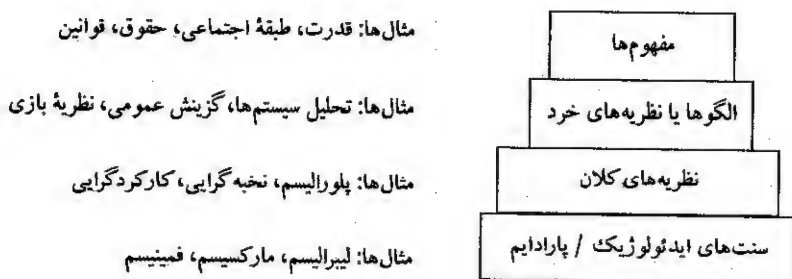 مفهوم‌ها
مثال‌ها: قدرت، طبقهٔ اجتماعی، حقوق، قوانین
الگوها یا نظریه‌های خرد
مثال‌ها: تحلیل سیستم‌ها، گزینش عمومی، نظریهٔ بازی
نظریه‌های کلان
مثال‌ها: پلورالیسم، نخبه‌گرایی، کارکردگرایی
سنت‌های ایدئولوژیک / پارادایم
مثال‌ها: لیبرالیسم، مارکسیسم، فمینیسم